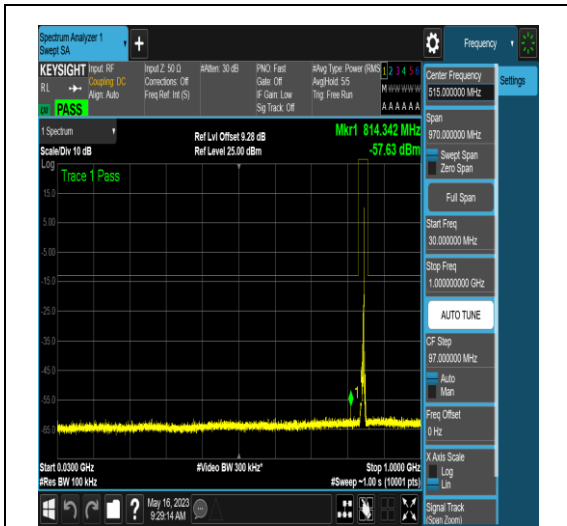 Spectrum Analyzer 1
Swept SA
+
Frequency
KEYSIGHT
Input: RF
Coupling: DC
Align: Auto
RL
PASS
Input Z: 50 Ω
Corrections: Off
Freq Ref: Int (S)
#Atten: 30 dB
PNO: Fast
Gate: Off
IF Gain: Low
Sig Track: Off
#Avg Type: Power (RMS
Avg|Hold: 5/5
Trig: Free Run
1 2 3 4 5 6
M W W W W W
A A A A A A
1 Spectrum
Scale/Div 10 dB
Ref Lvl Offset 9.28 dB
Ref Level 25.00 dBm
Mkr1 814.342 MHz
-57.63 dBm
Log
Trace 1 Pass
15.0
5.00
-5.00
-15.0
-25.0
-35.0
-45.0
-55.0
-65.0
1
Start 0.0300 GHz
#Res BW 100 kHz
#Video BW 300 kHz*
Stop 1.0000 GHz
#Sweep ~1.00 s (10001 pts)
?
May 16, 2023
9:29:14 AM
Center Frequency
515.000000 MHz
Settings
Span
970.000000 MHz
Swept Span
Zero Span
Full Span
Start Freq
30.000000 MHz
Stop Freq
1.000000000 GHz
AUTO TUNE
CF Step
97.000000 MHz
Auto
Man
Freq Offset
0 Hz
X Axis Scale
Log
Lin
Signal Track
(Span Zoom)